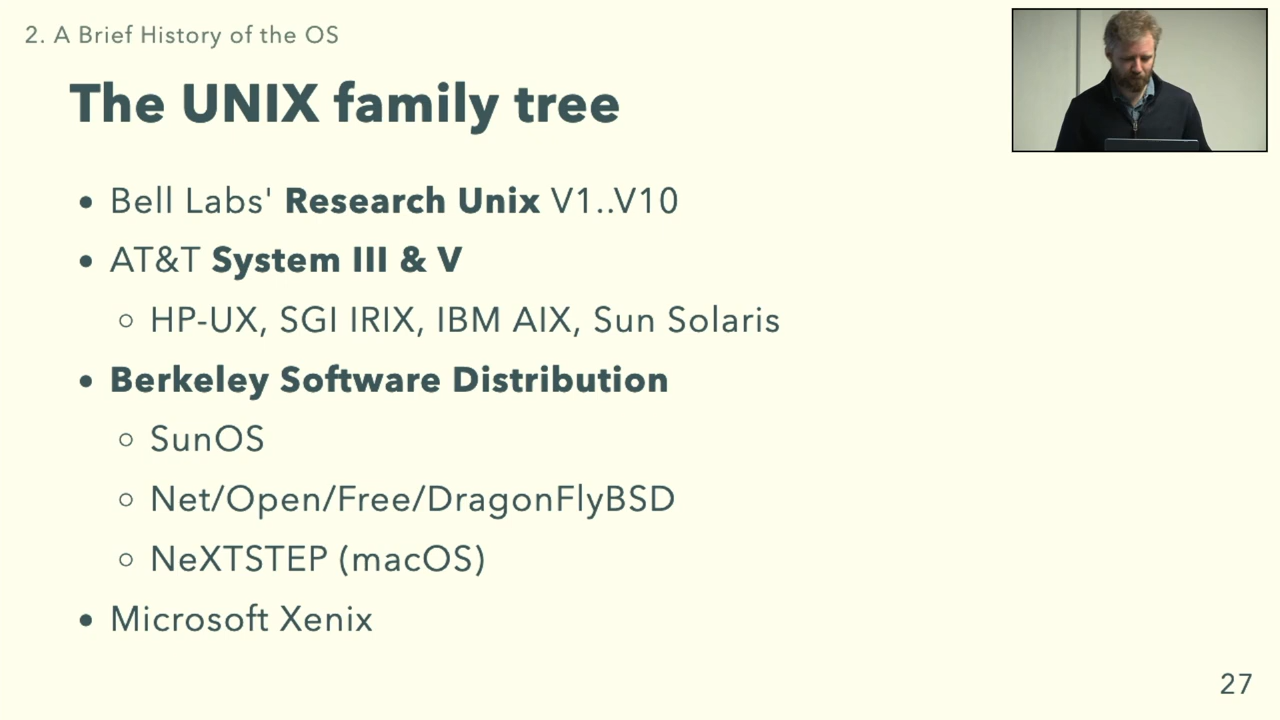 2. A Brief History of the OS
The UNIX family tree
• Bell Labs' Research Unix V1..V10
• AT&T System III & V
◦ HP-UX, SGI IRIX, IBM AIX, Sun Solaris
• Berkeley Software Distribution
◦ SunOS
◦ Net/Open/Free/DragonFlyBSD
◦ NeXTSTEP (macOS)
• Microsoft Xenix
27